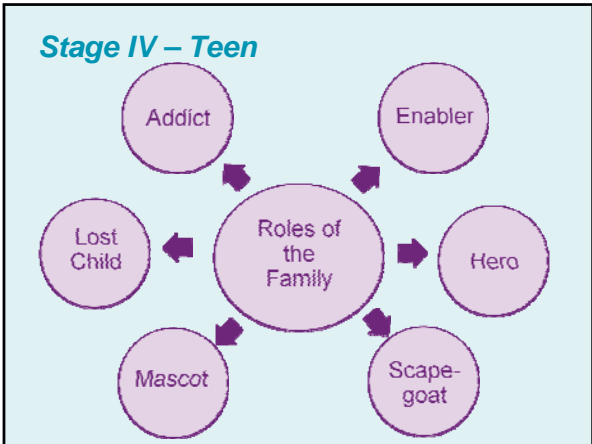 Stage IV – Teen
Addict
Enabler
Lost
Child
Roles of
the
Family
Hero
Mascot
Scape-
goat